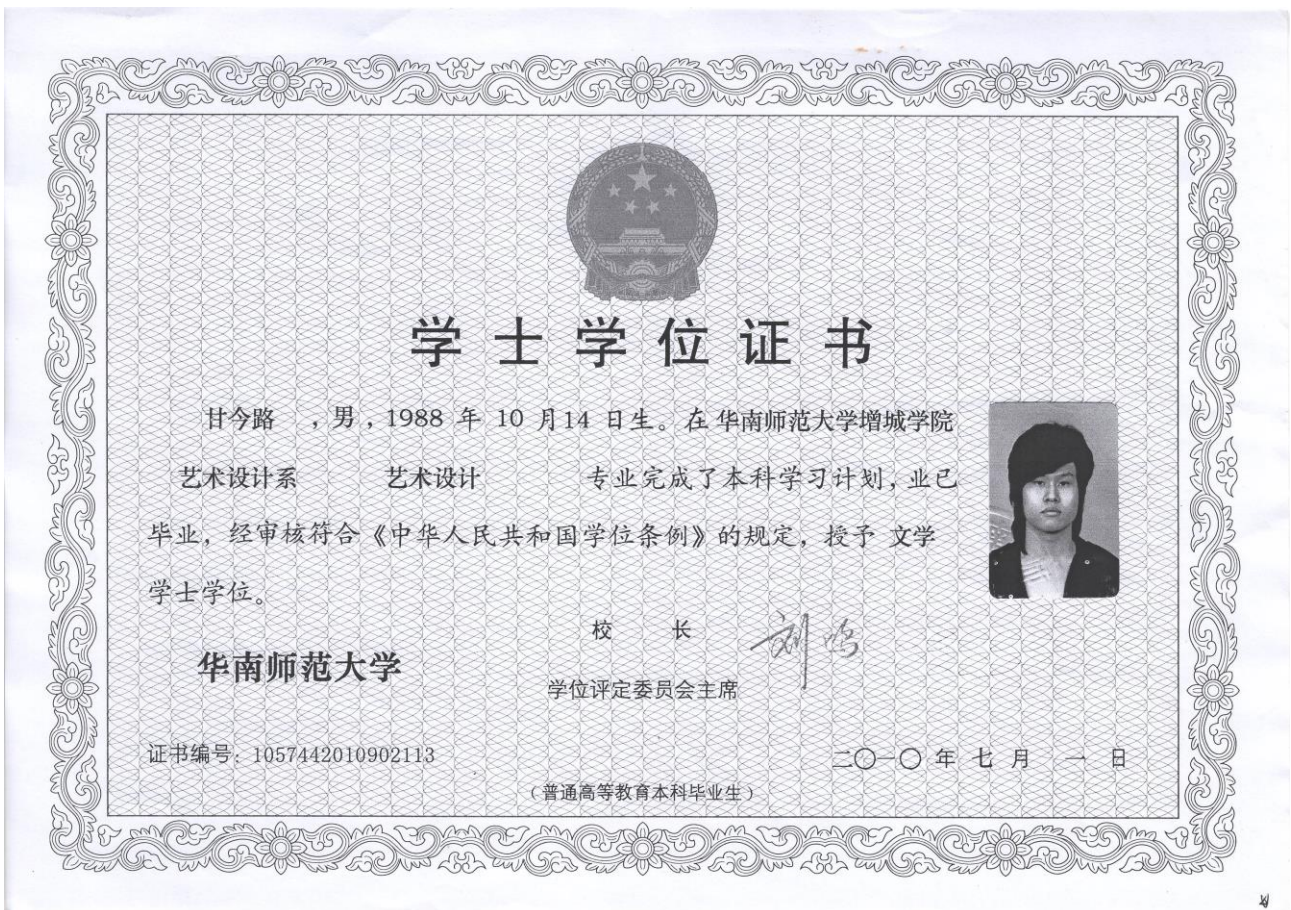 学士学位证书
甘今路 ，男，1988 年 10 月14 日生。在 华南师范大学增城学院
艺术设计系 艺术设计 专业完成了本科学习计划，业已
毕业，经审核符合《中华人民共和国学位条例》的规定，授予 文学
学士学位。
校 长 刘鸣
华南师范大学
学位评定委员会主席
证书编号：1057442010902113
二〇一〇 年 七 月 一 日
（普通高等教育本科毕业生）